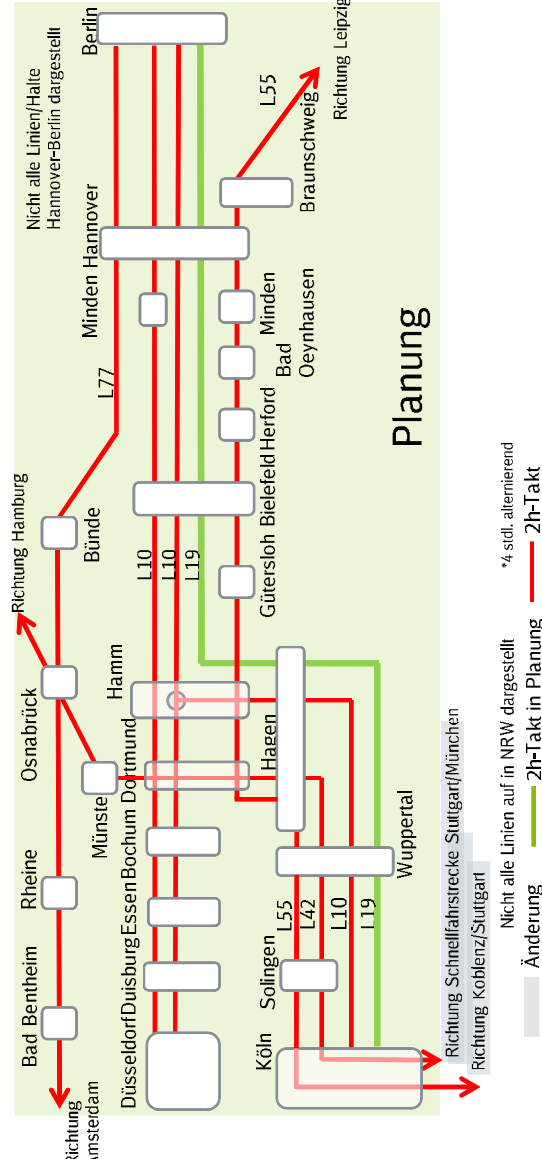 Richtung Hamburg
Richtung
Amsterdam
Bad Bentheim
Rheine
Osnabrück
Bünde
L77
Nicht alle Linien/Halte
Hannover-Berlin dargestellt
Berlin
Münste
Düsseldorf
Duisburg
Essen
Bochum
Dortmund
Hamm
L10
L10
L19
Bielefeld
Minden
Hannover
Gütersloh
Herford
Bad
Oeynhausen
Minden
Braunschweig
L55
Richtung Leipzig
Köln
Solingen
L55
L42
L10
L19
Wuppertal
Hagen
Planung
Richtung Schnellfahrstrecke Stuttgart/München
Richtung Koblenz/Stuttgart
Nicht alle Linien auf in NRW dargestellt
*4 stdl. alternierend
Änderung
2h-Takt in Planung
2h-Takt